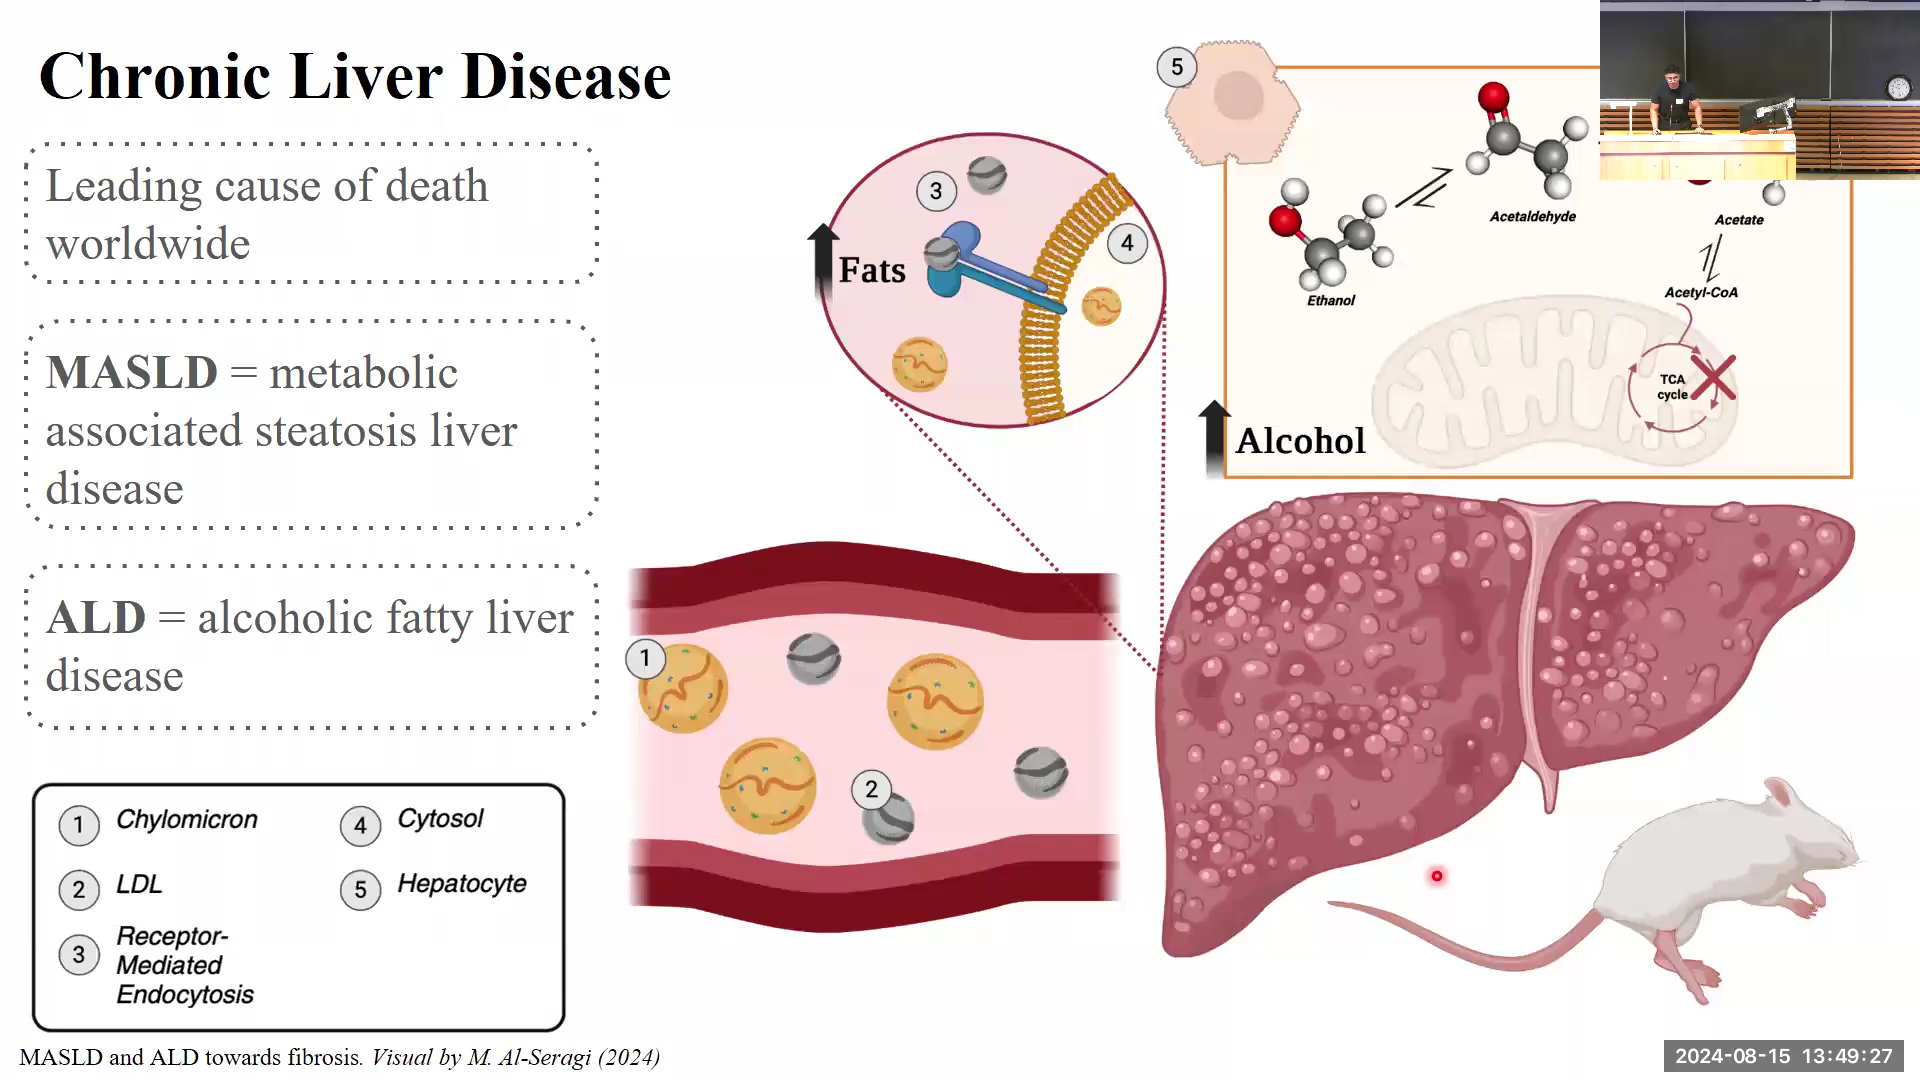 Chronic Liver Disease
Leading cause of death
worldwide
MASLD = metabolic
associated steatosis liver
disease
ALD = alcoholic fatty liver
disease
1 Chylomicron
2 LDL
3 Receptor-
Mediated
Endocytosis
4 Cytosol
5 Hepatocyte
MASLD and ALD towards fibrosis. Visual by M. Al-Seragi (2024)
3
4
Fats
1
2
5
Ethanol
Acetaldehyde
Acetate
Acetyl-CoA
TCA
cycle
Alcohol
2024-08-15 13:49:27